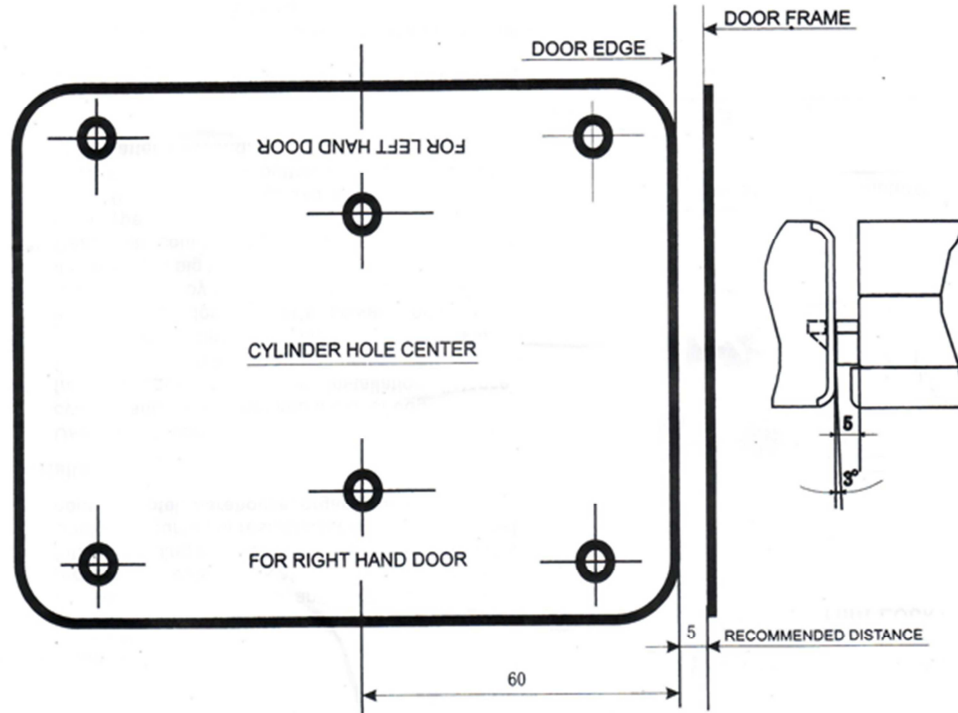 DOOR FRAME
DOOR EDGE
FOR LEFT HAND DOOR
CYLINDER HOLE CENTER
5
3°
FOR RIGHT HAND DOOR
5
RECOMMENDED DISTANCE
60